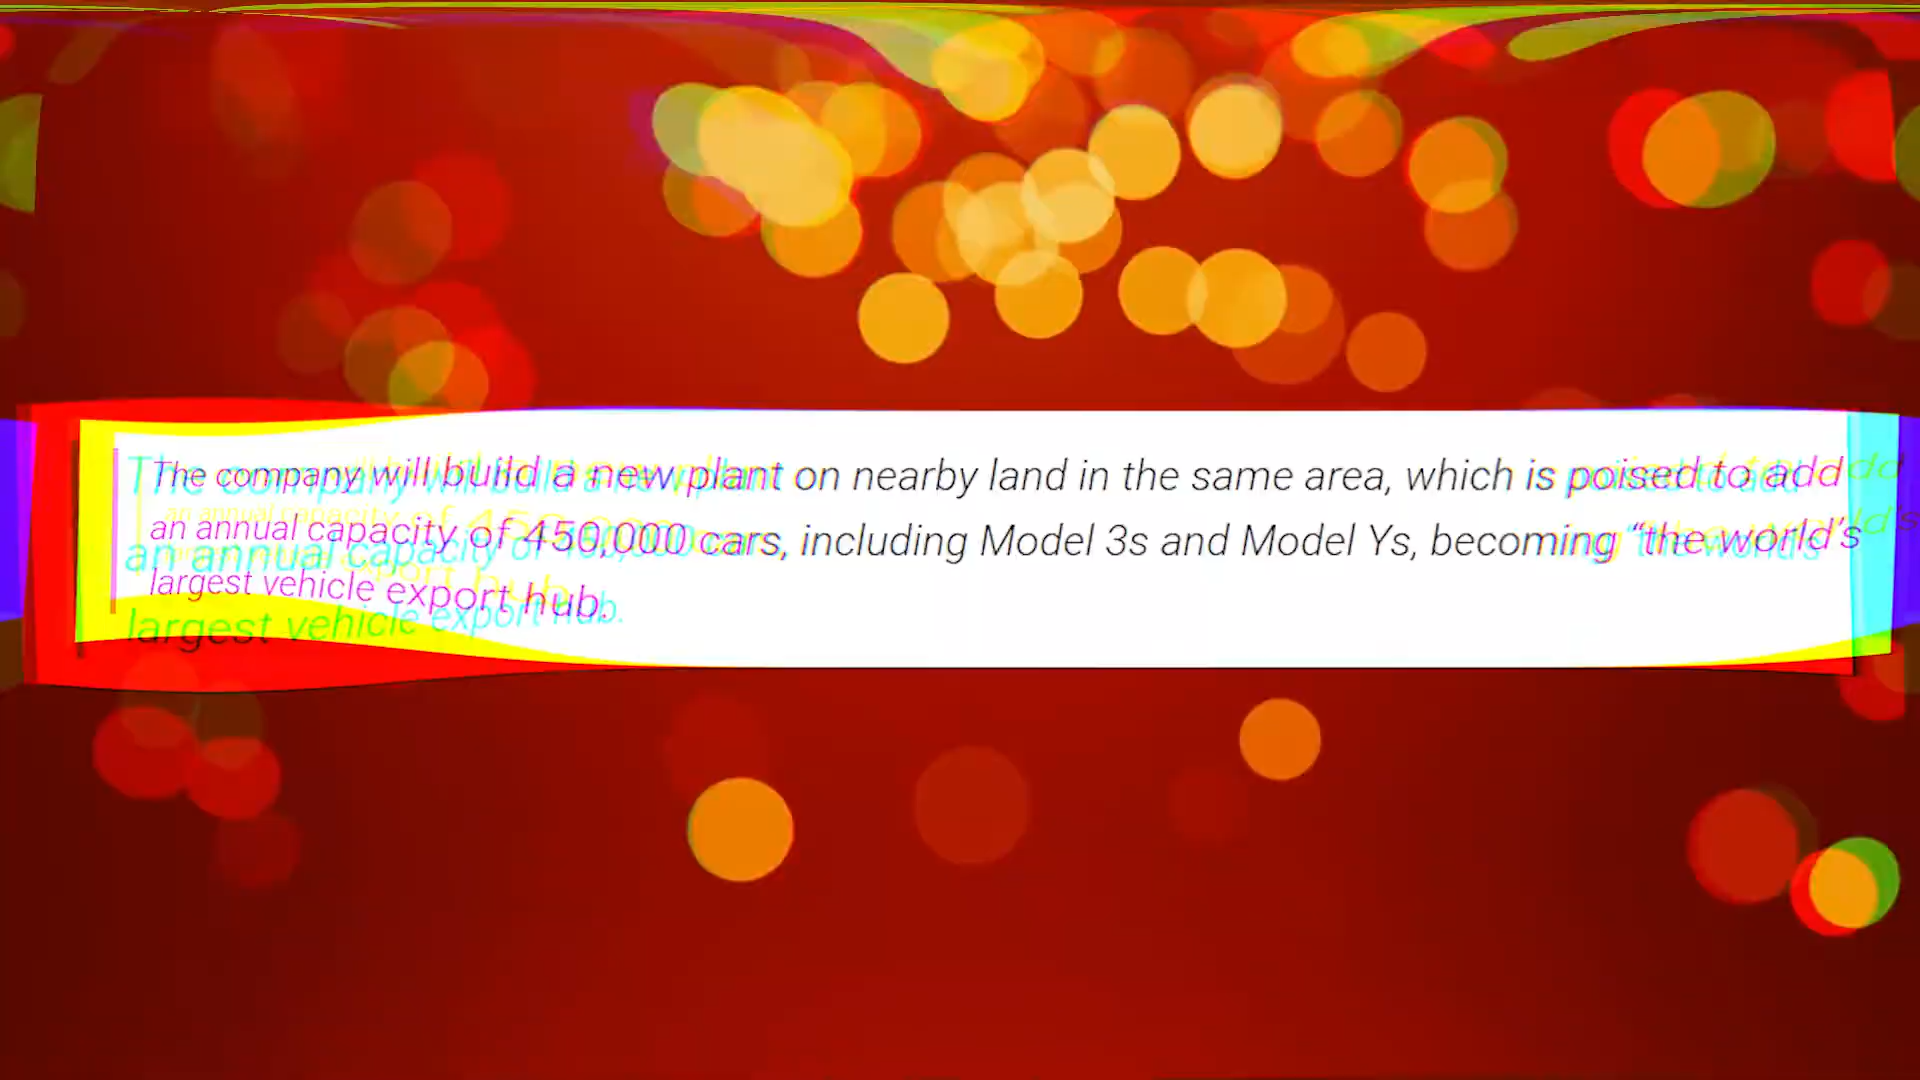 The company will build a new plant on nearby land in the same area, which is poised to add
an annual capacity of 450,000 cars, including Model 3s and Model Ys, becoming “the world's
largest vehicle export hub.